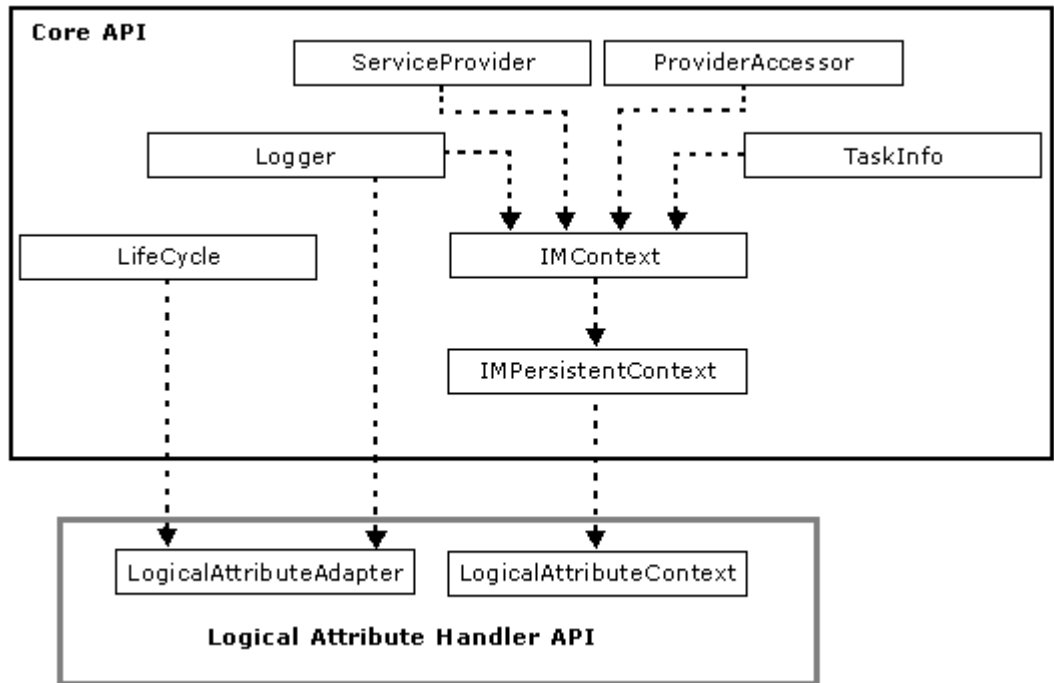 Core API
ServiceProvider
ProviderAccessor
Logger
TaskInfo
LifeCycle
IMContext
IMPersistentContext
LogicalAttributeAdapter
LogicalAttributeContext
Logical Attribute Handler API